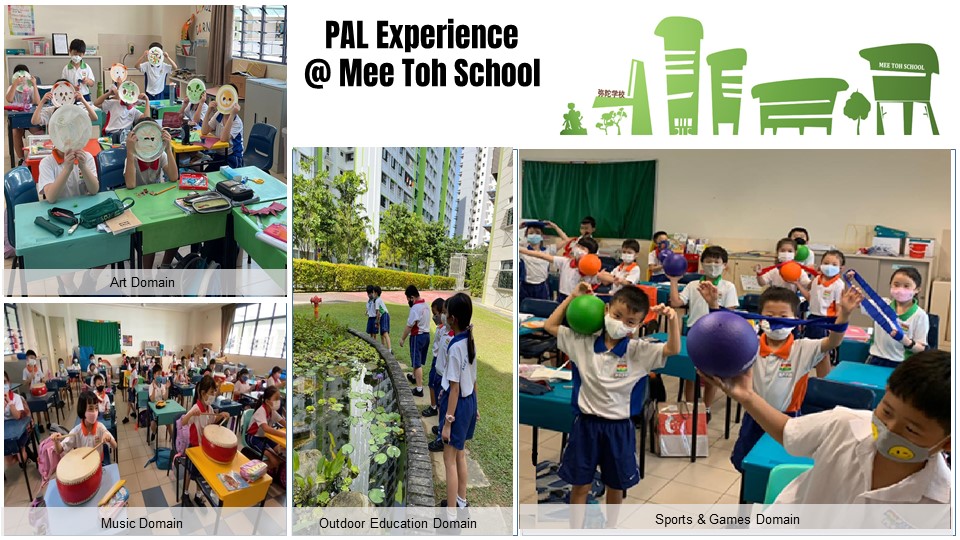 PAL Experience
@ Mee Toh School
弥陀学校
MEE TOH SCHOOL
Art Domain
Music Domain
Outdoor Education Domain
Sports & Games Domain